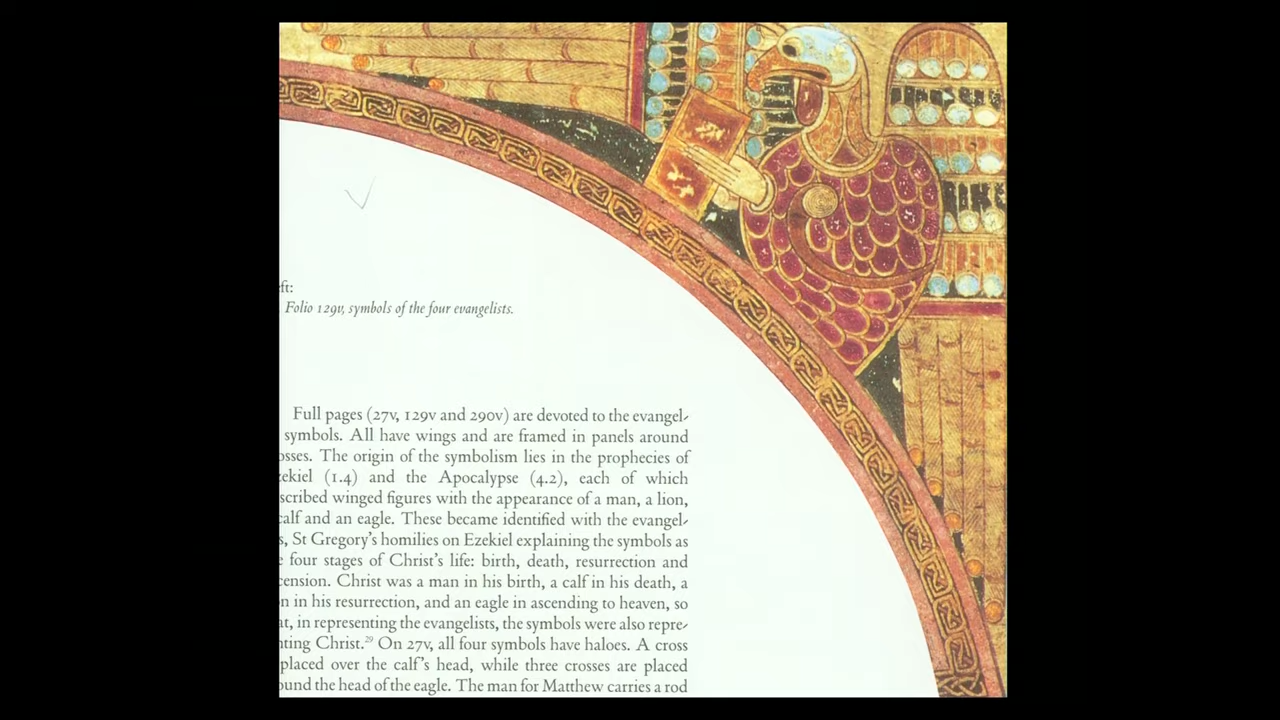 ft:
Folio 129v, symbols of the four evangelists.
Full pages (27v, 129v and 290v) are devoted to the evangel-
symbols. All have wings and are framed in panels around
osses. The origin of the symbolism lies in the prophecies of
zekiel (1.4) and the Apocalypse (4.2), each of which
scribed winged figures with the appearance of a man, a lion,
calf and an eagle. These became identified with the evangel-
s, St Gregory's homilies on Ezekiel explaining the symbols as
e four stages of Christ's life: birth, death, resurrection and
cension. Christ was a man in his birth, a calf in his death, a
on in his resurrection, and an eagle in ascending to heaven, so
at, in representing the evangelists, the symbols were also repre-
nting Christ.29 On 27v, all four symbols have haloes. A cross
placed over the calf's head, while three crosses are placed
ound the head of the eagle. The man for Matthew carries a rod